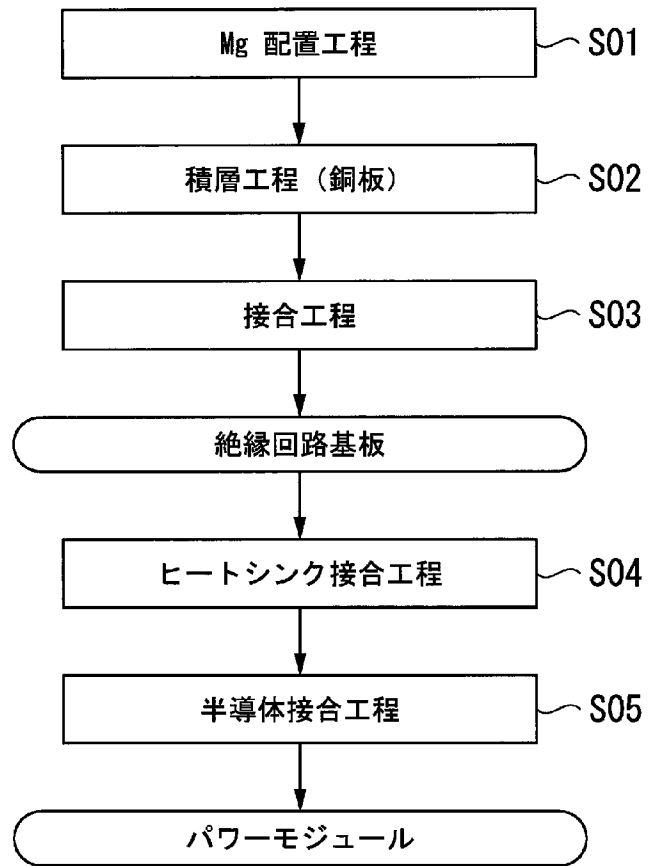 Mg 配置工程 S01
積層工程（銅板） S02
接合工程 S03
絶縁回路基板
ヒートシンク接合工程 S04
半導体接合工程 S05
パワーモジュール